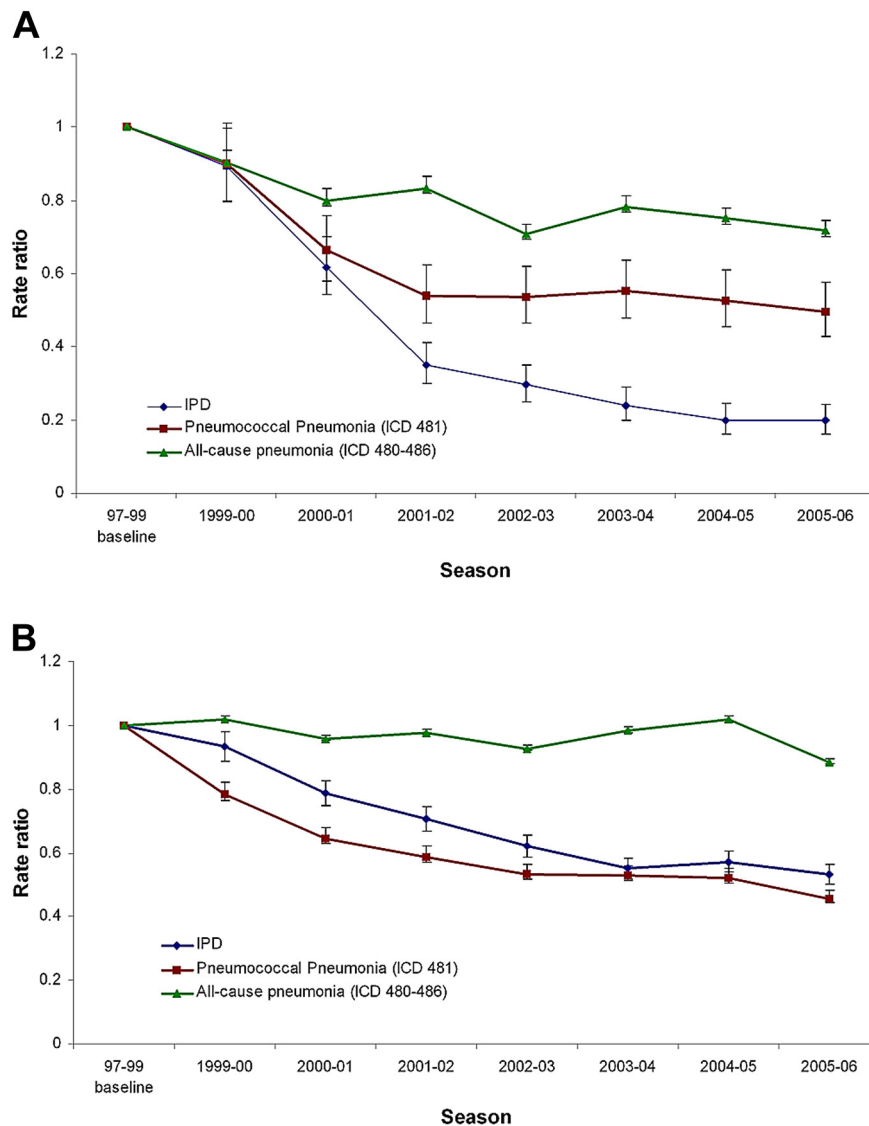 A
1.2
1
0.8
0.6
0.4
0.2
0
Rate ratio
IPD
Pneumococcal Pneumonia (ICD 481)
All-cause pneumonia (ICD 480-486)
97-99 1999-00 2000-01 2001-02 2002-03 2003-04 2004-05 2005-06
baseline
Season
B
1.2
1
0.8
0.6
0.4
0.2
0
Rate ratio
IPD
Pneumococcal Pneumonia (ICD 481)
All-cause pneumonia (ICD 480-486)
97-99 1999-00 2000-01 2001-02 2002-03 2003-04 2004-05 2005-06
baseline
Season